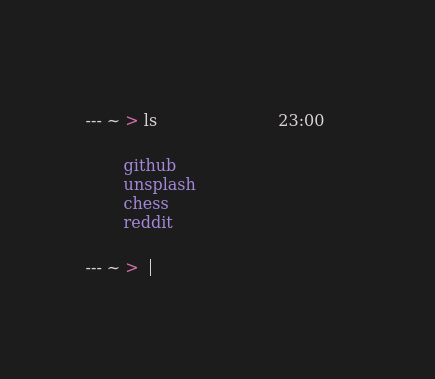 --- ~ > ls 23:00
github
unsplash
chess
reddit
--- ~ >